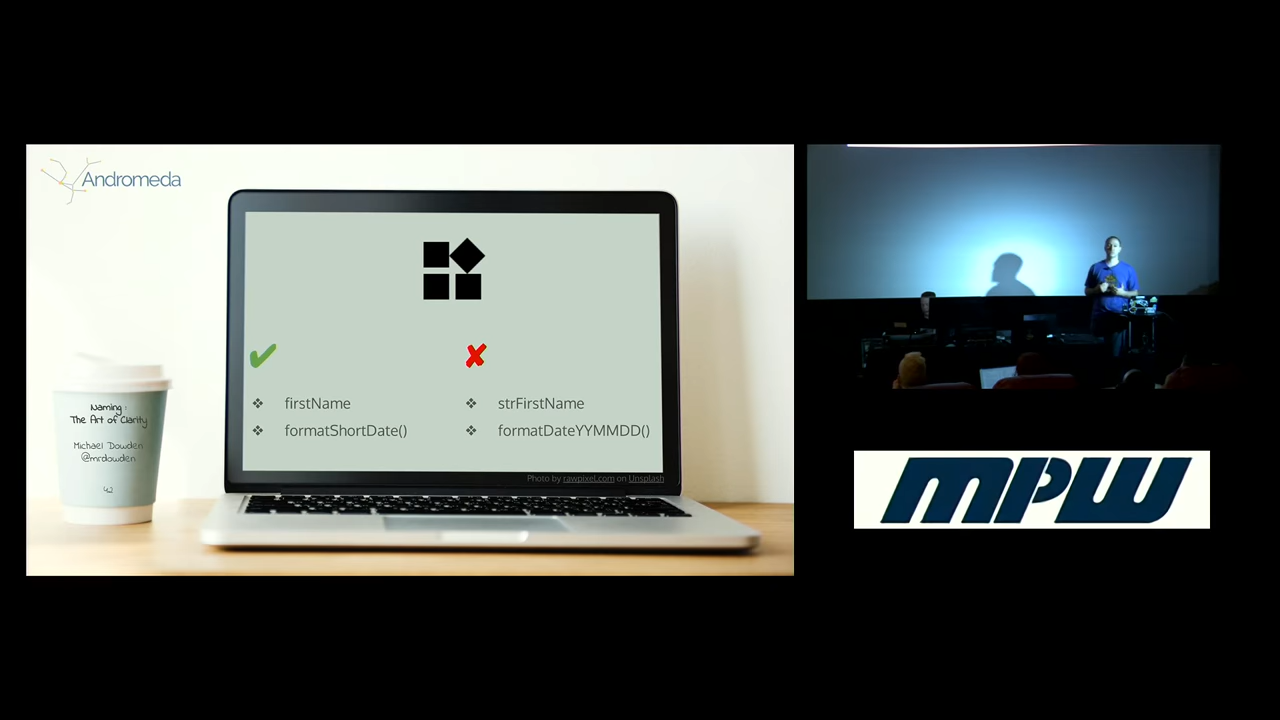 Andromeda
✔
✘
❖ firstName
❖ formatShortDate()
❖ strFirstName
❖ formatDateYYMMDD()
Photo by rawpixel.com on Unsplash
Naming :
The Art of Clarity
Michael Dowden
@mrdowden
42
MPW